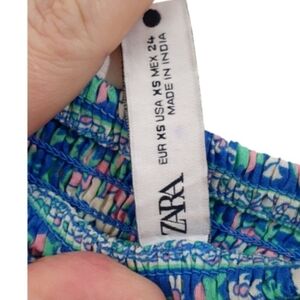 ZARA
EUR XS USA XS MEX 24
MADE IN INDIA